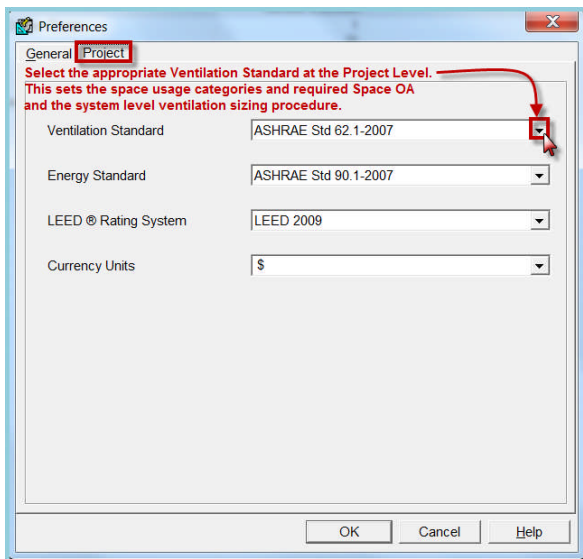 Preferences
X
General Project
Select the appropriate Ventilation Standard at the Project Level.
This sets the space usage categories and required Space OA
and the system level ventilation sizing procedure.
Ventilation Standard ASHRAE Std 62.1-2007
Energy Standard ASHRAE Std 90.1-2007
LEED ® Rating System LEED 2009
Currency Units $
OK Cancel Help